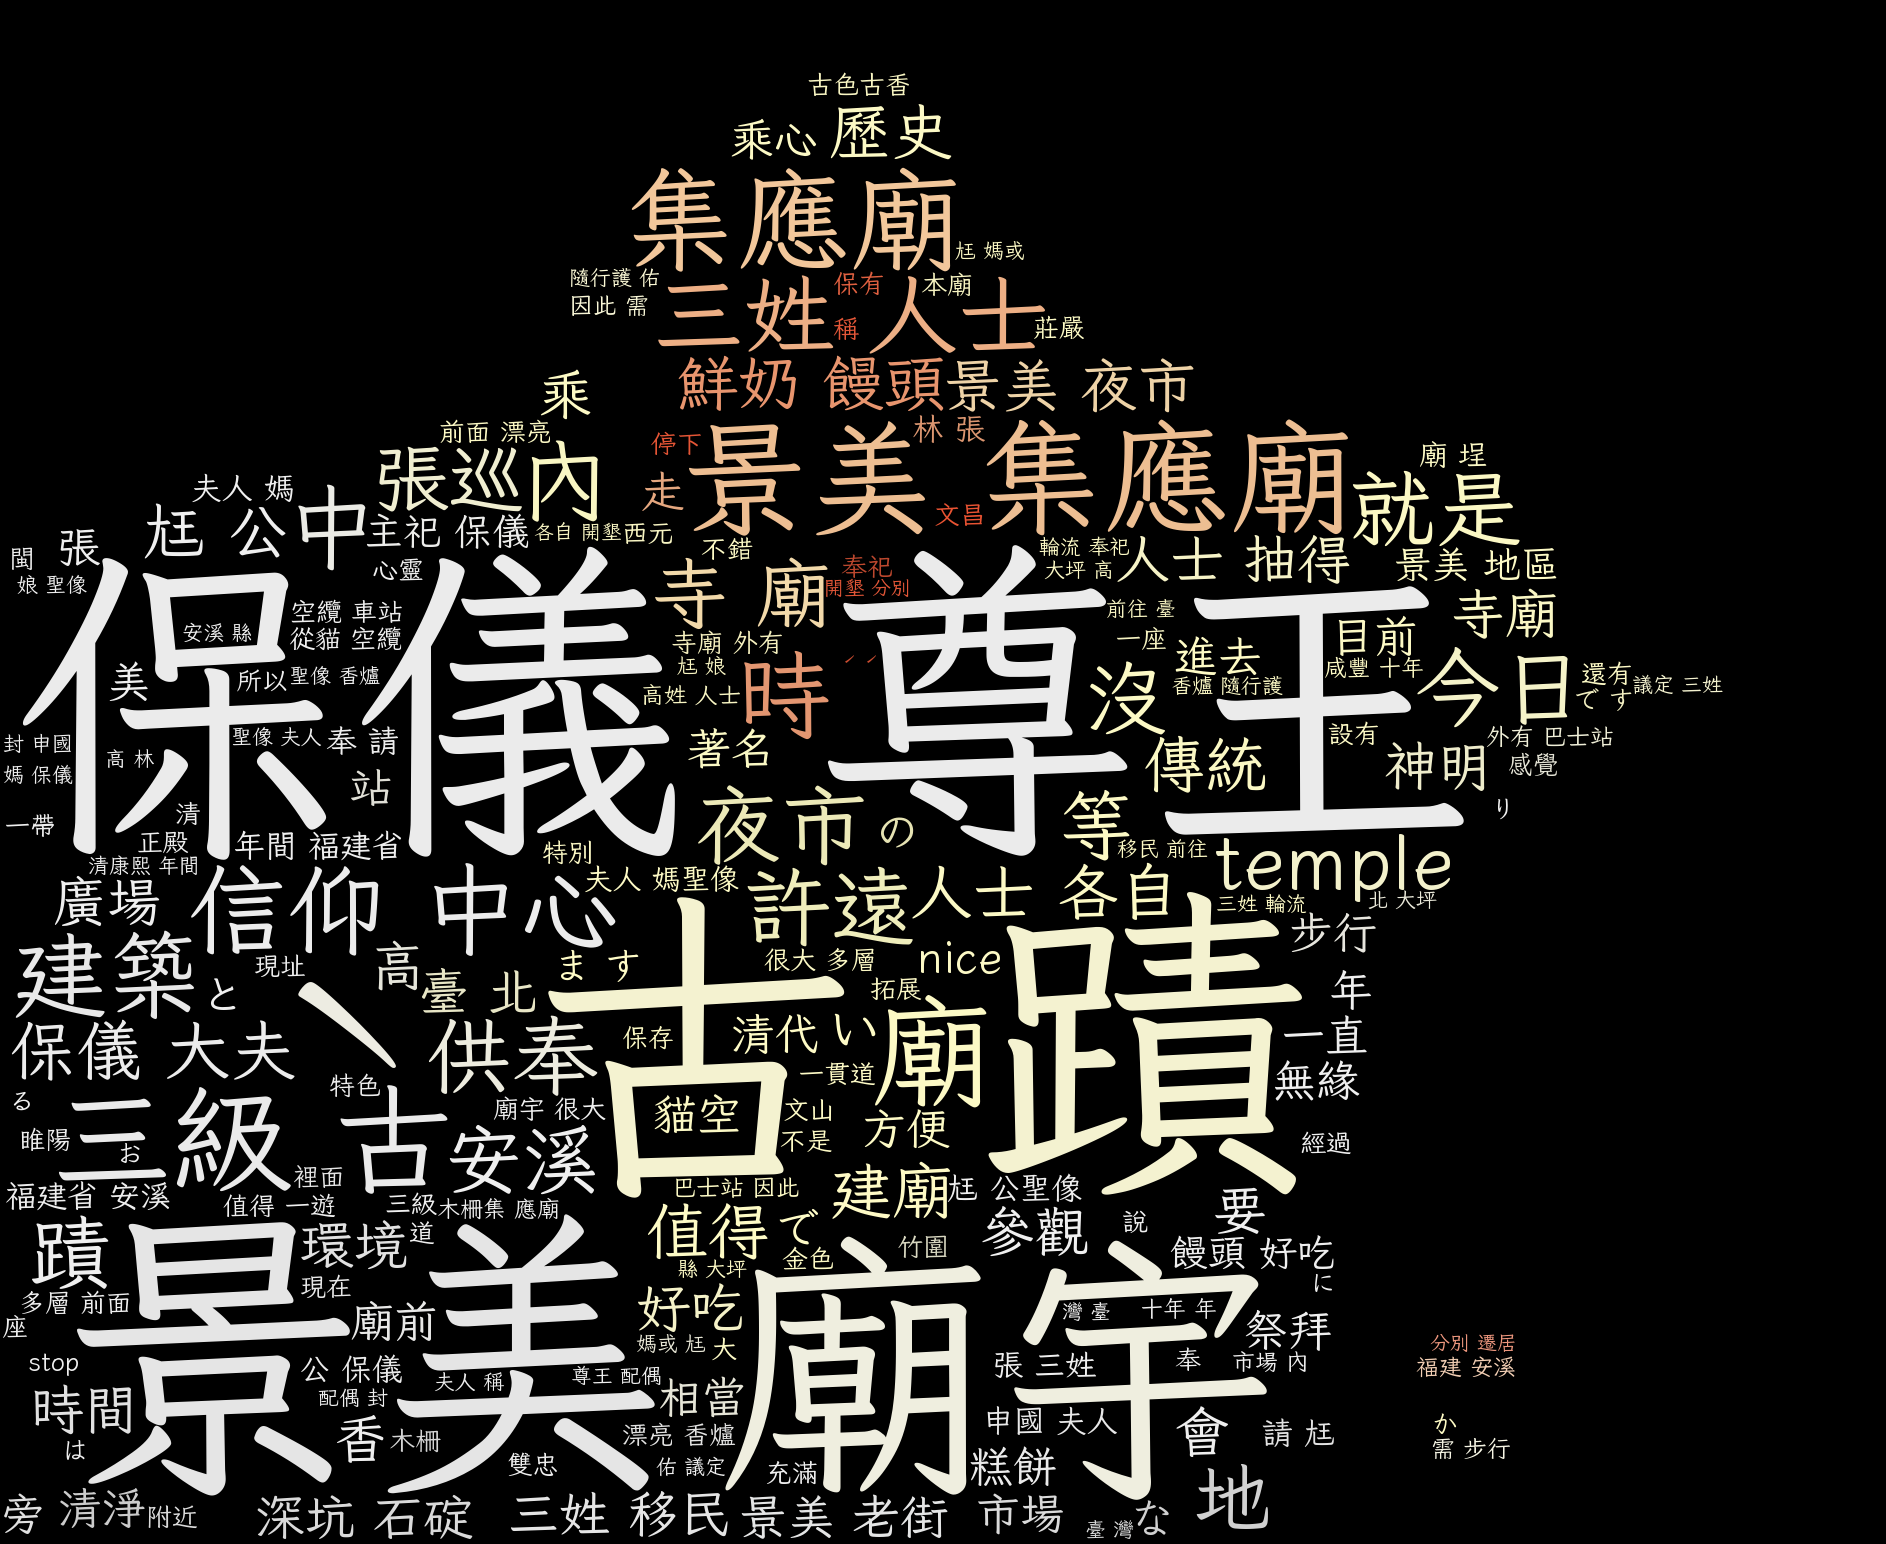 古色古香
乘心 歷史
集應廟
尪 媽或
隨行護 佑
因此 需
三姓 人士
保有
本廟
稱
莊嚴
鮮奶 饅頭
景美 夜市
乘
前面 漂亮
停下
林 張
走
景美 集應廟
文昌
張巡
內
就是
廟 埕
夫人 媽
尪 公
中
主祀 保儀
各自 開墾
西元
閩
張
娘 聖像
心靈
不錯
奉祀
開墾 分別
寺 廟
輪流 奉祀
大坪 高
人士 抽得
景美 地區
保儀 尊王
空纜 車站
從貓 空纜
安溪 縣
美
所以
聖像 香爐
寺廟 外有
尪 娘
高姓 人士
時
前往 臺
一座
進去
香爐 隨行護
沒
目前
寺廟
咸豐 十年
今日
還有
です
議定 三姓
封 申國
高 林
聖像 夫人
奉 請
媽 保儀
站
著名
傳統
設有
神明
外有 巴士站
感覺
一帶
清
正殿
年間 福建省
清康熙 年間
特別
夜市
の
等
移民 前往
temple
り
廣場
信仰 中心
夫人 媽聖像
許遠
人士 各自
三姓 輪流
北 大坪
建築
と
現址
高
臺 北
ます
很大 多層
nice
步行
拓展
年
古蹟
保儀 大夫
丶
供奉
保存
清代
い
廟
一直
一貫道
無緣
特色
る
三級 古
廟宇 很大
貓空
文山
不是
方便
睢陽
お
安溪
經過
裡面
福建省 安溪
值得 一遊
三級
木柵集 應廟
巴士站 因此
建廟
尪 公聖像
要
蹟
環境
道
值得
で
參觀
說
竹圍
金色
饅頭 好吃
に
現在
縣 大坪
多層 前面
座
廟前
好吃
灣 臺
十年 年
祭拜
景美 廟宇
stop
公 保儀
媽或 尪
大
張 三姓
奉
市場 內
分別 遷居
福建 安溪
配偶 封
夫人 稱
尊王 配偶
時間
相當
申國 夫人
會
請 尪
か
需 步行
は
香
木柵
漂亮 香爐
雙忠
佑 議定
充滿
糕餅
旁
清淨
附近
深坑 石碇
三姓 移民
景美 老街
市場
臺 灣
な
地